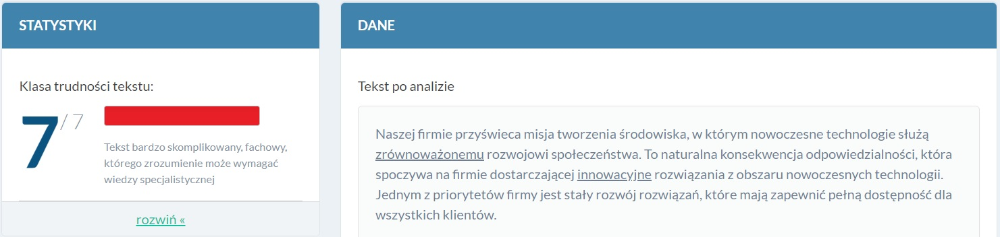 STATYSTYKI
Klasa trudności tekstu:
7/7
Tekst bardzo skomplikowany, fachowy,
którego zrozumienie może wymagać
wiedzy specjalistycznej
rozwiń «
DANE
Tekst po analizie
Naszej firmie przyświeca misja tworzenia środowiska, w którym nowoczesne technologie służą
zrównoważonemu rozwojowi społeczeństwa. To naturalna konsekwencja odpowiedzialności, która
spoczywa na firmie dostarczającej innowacyjne rozwiązania z obszaru nowoczesnych technologii.
Jednym z priorytetów firmy jest stały rozwój rozwiązań, które mają zapewnić pełną dostępność dla
wszystkich klientów.